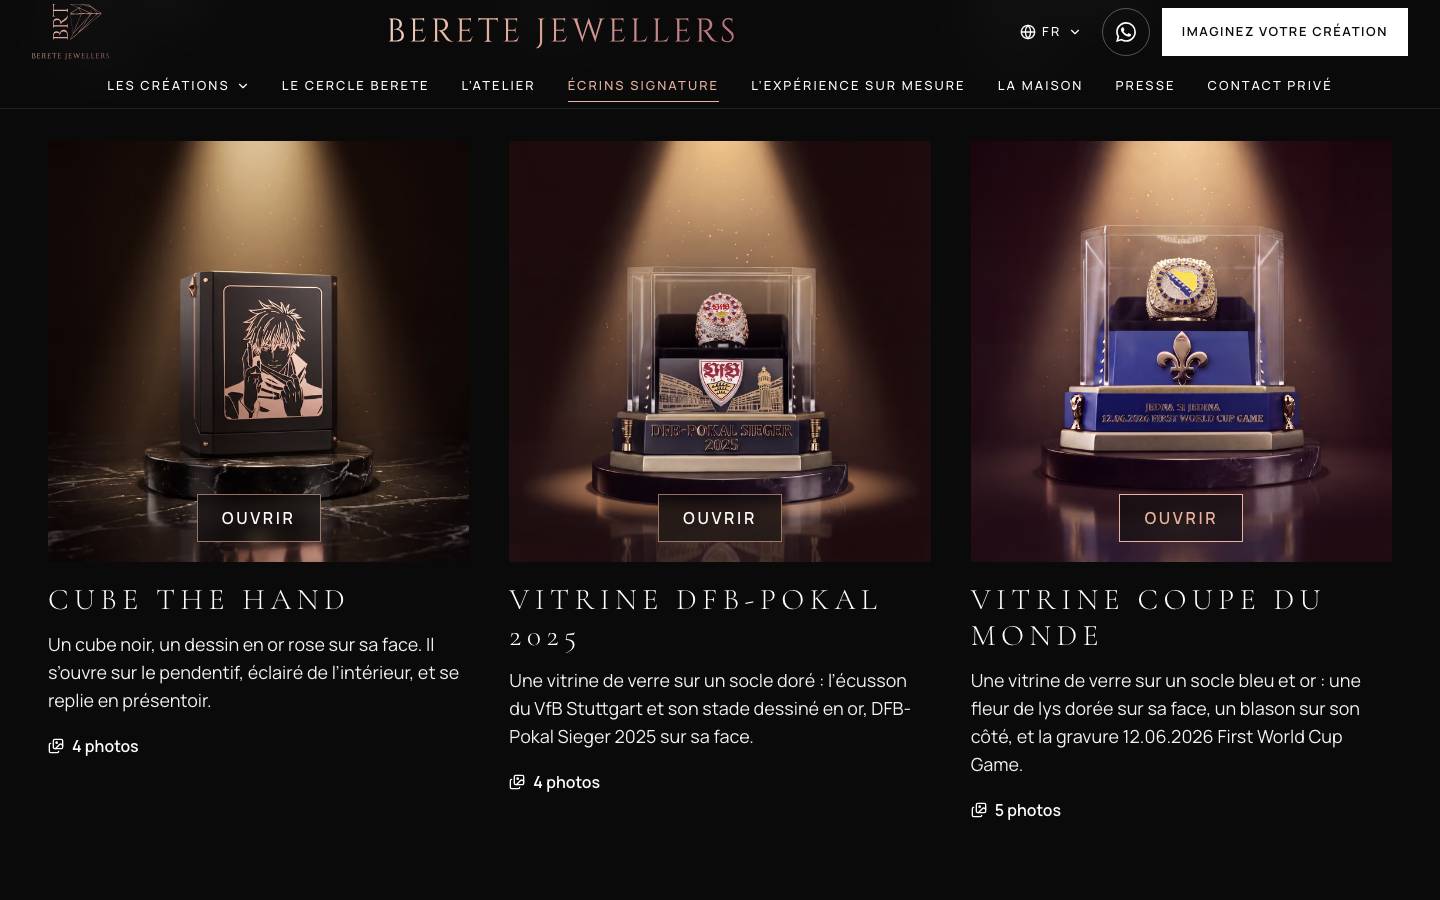 BRT
BERETE JEWELLERS
BERETE JEWELLERS
FR
IMAGINEZ VOTRE CRÉATION
LES CRÉATIONS
LE CERCLE BERETE
L'ATELIER
ÉCRINS SIGNATURE
L'EXPÉRIENCE SUR MESURE
LA MAISON
PRESSE
CONTACT PRIVÉ
VfB
VfB
DFB-POKAL SIEGER
2025
JEDNA SI JEDINA
12.06.2026 FIRST WORLD CUP GAME
OUVRIR
OUVRIR
OUVRIR
CUBE THE HAND
Un cube noir, un dessin en or rose sur sa face. Il
s’ouvre sur le pendentif, éclairé de l’intérieur, et se
replie en présentoir.
4 photos
VITRINE DFB-POKAL
2025
Une vitrine de verre sur un socle doré : l’écusson
du VfB Stuttgart et son stade dessiné en or, DFB-
Pokal Sieger 2025 sur sa face.
4 photos
VITRINE COUPE DU
MONDE
Une vitrine de verre sur un socle bleu et or : une
fleur de lys dorée sur sa face, un blason sur son
côté, et la gravure 12.06.2026 First World Cup
Game.
5 photos